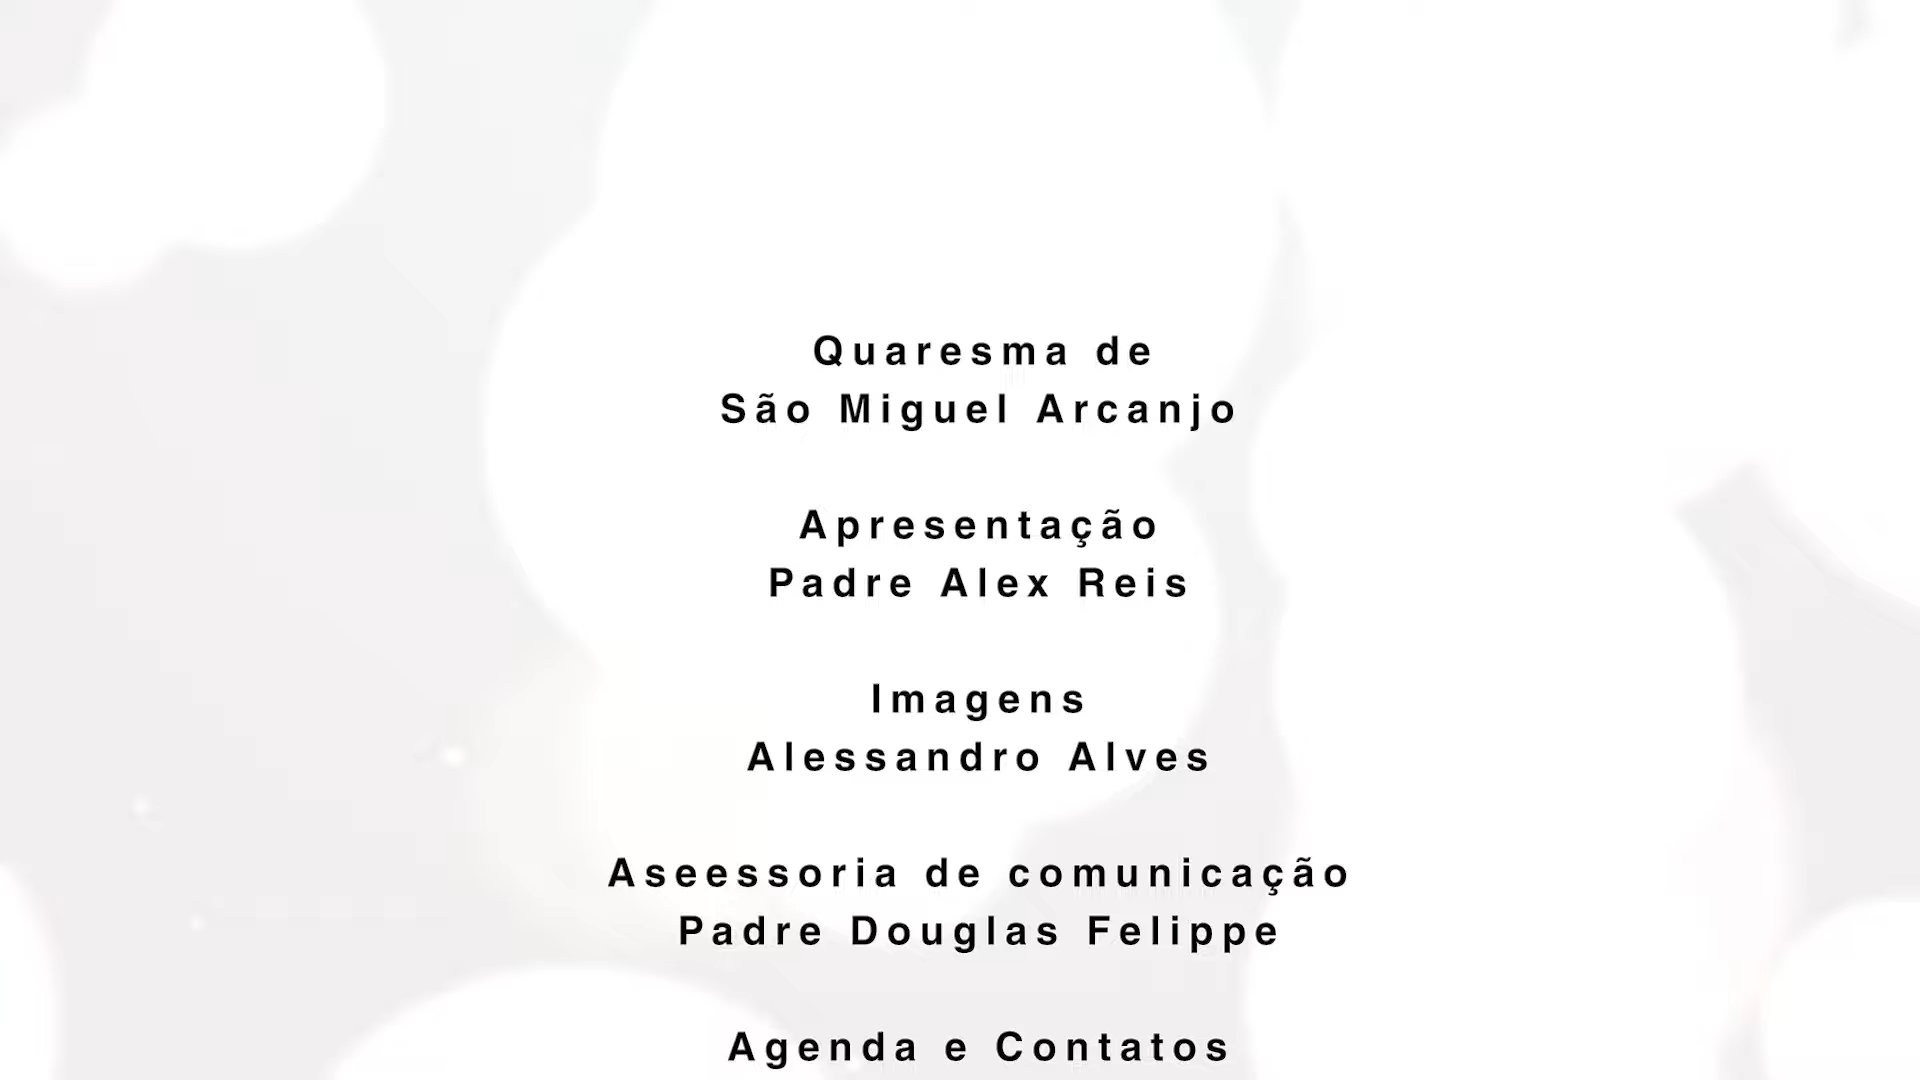 Quaresma de
São Miguel Arcanjo
Apresentação
Padre Alex Reis
Imagens
Alessandro Alves
Aseessoria de comunicação
Padre Douglas Felippe
Agenda e Contatos